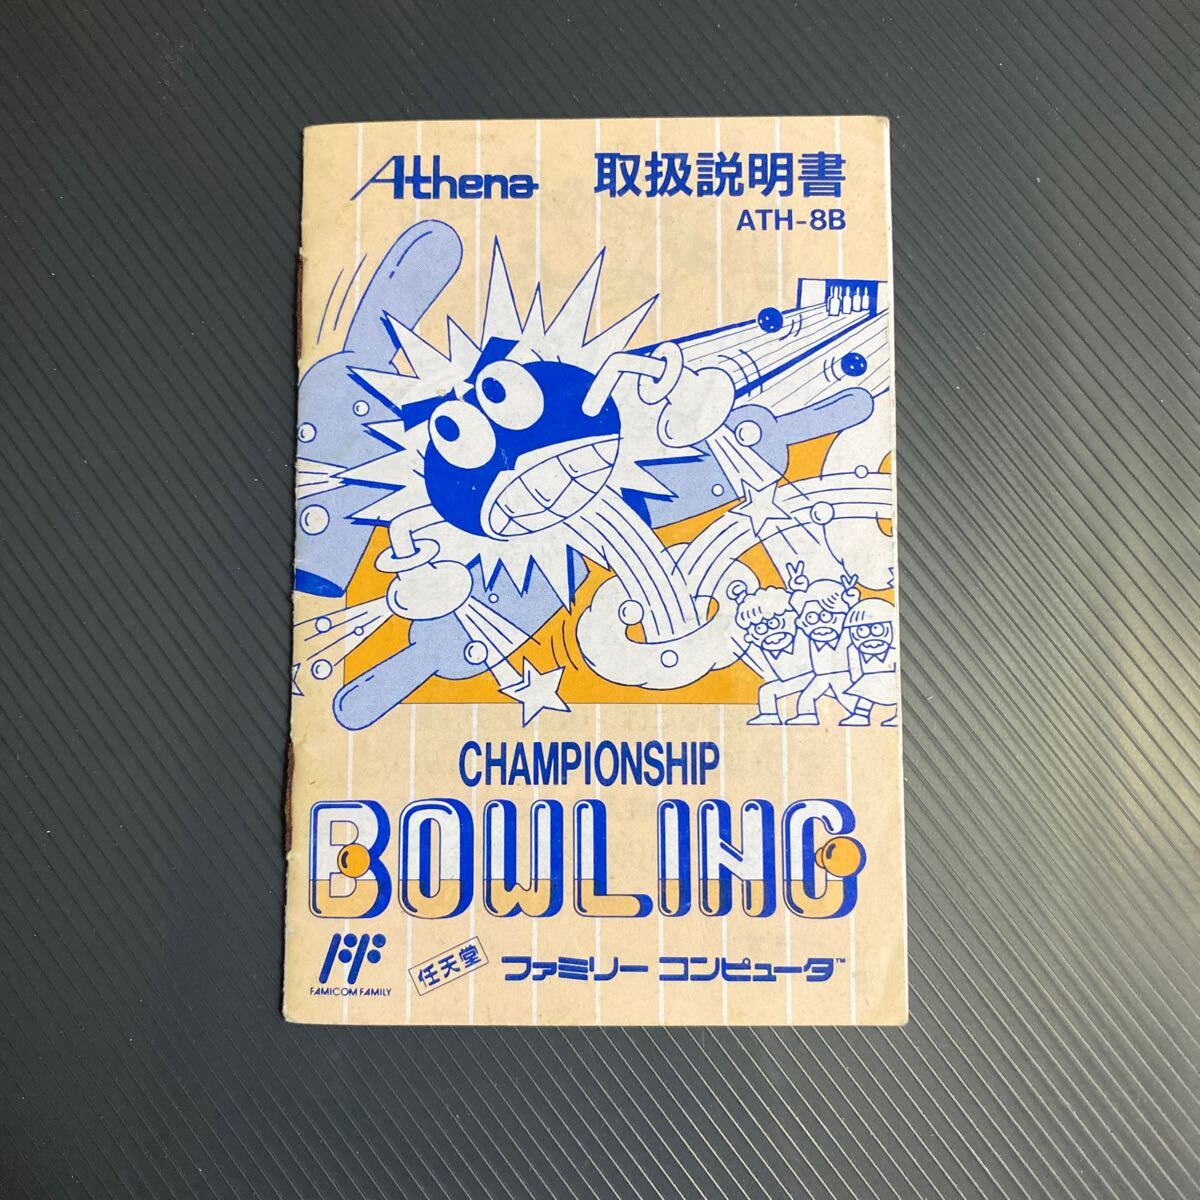 Athena
取扱説明書
ATH-8B
CHAMPIONSHIP
BOWLING
FAMICOM FAMILY
任天堂 ファミリー コンピュータ™